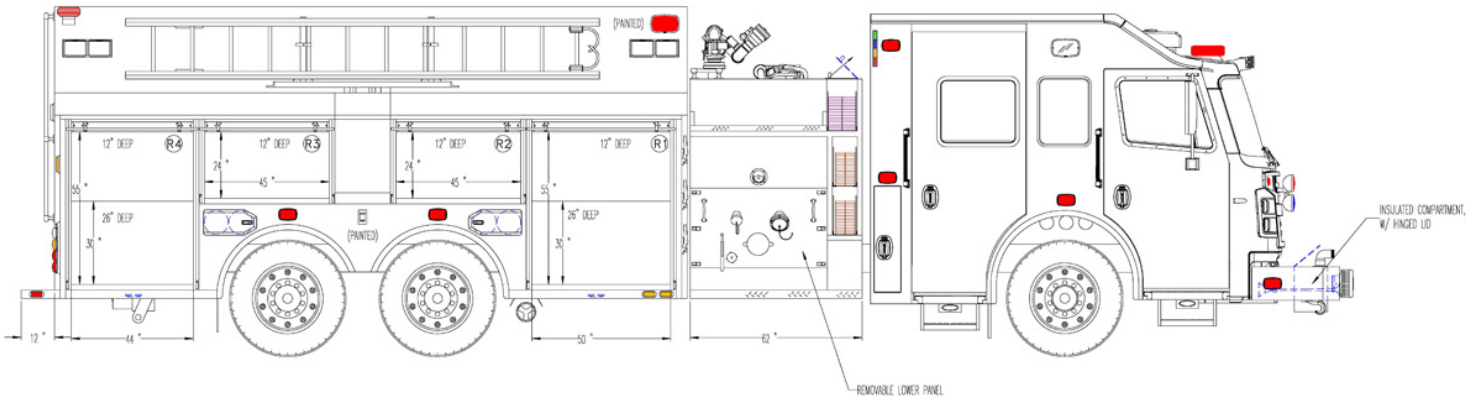 (PAINTED)
12" DEEP
R4
12" DEEP
R3
12" DEEP
R2
12" DEEP
R1
24 "
24 "
45 "
45 "
55 "
55 "
26" DEEP
26" DEEP
30 "
30 "
(PAINTED)
INSULATED COMPARTMENT,
W/ HINGED LID
12 "
44 "
50 "
62 "
REMOVABLE LOWER PANEL